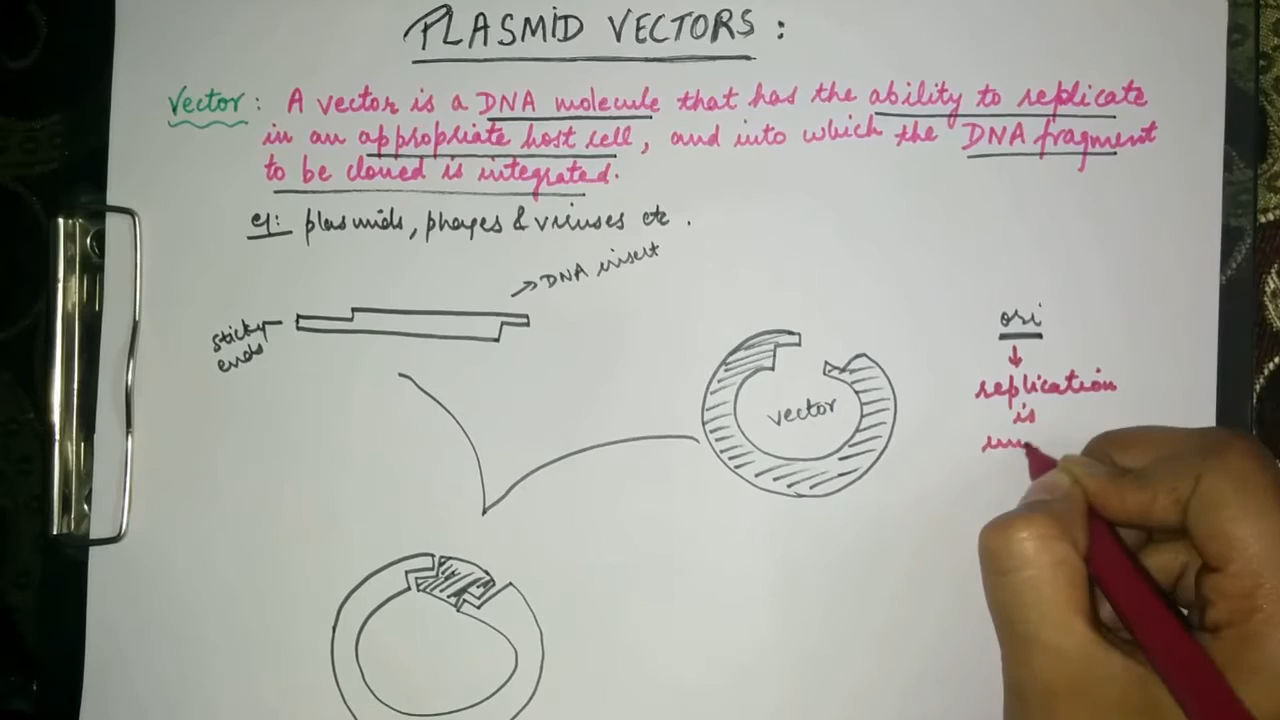 PLASMID VECTORS :
Vector : A vector is a DNA molecule that has the ability to replicate
in an appropriate host cell, and into which the DNA fragment
to be cloned is integrated.
eg: plasmids, phages & viruses etc.
→ DNA insert
sticky
ends
vector
ori
replication
is